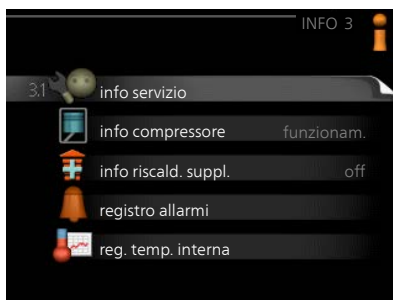 INFO 3
3.1 info servizio
info compressore funzionam.
info riscald. suppl. off
registro allarmi
reg. temp. interna